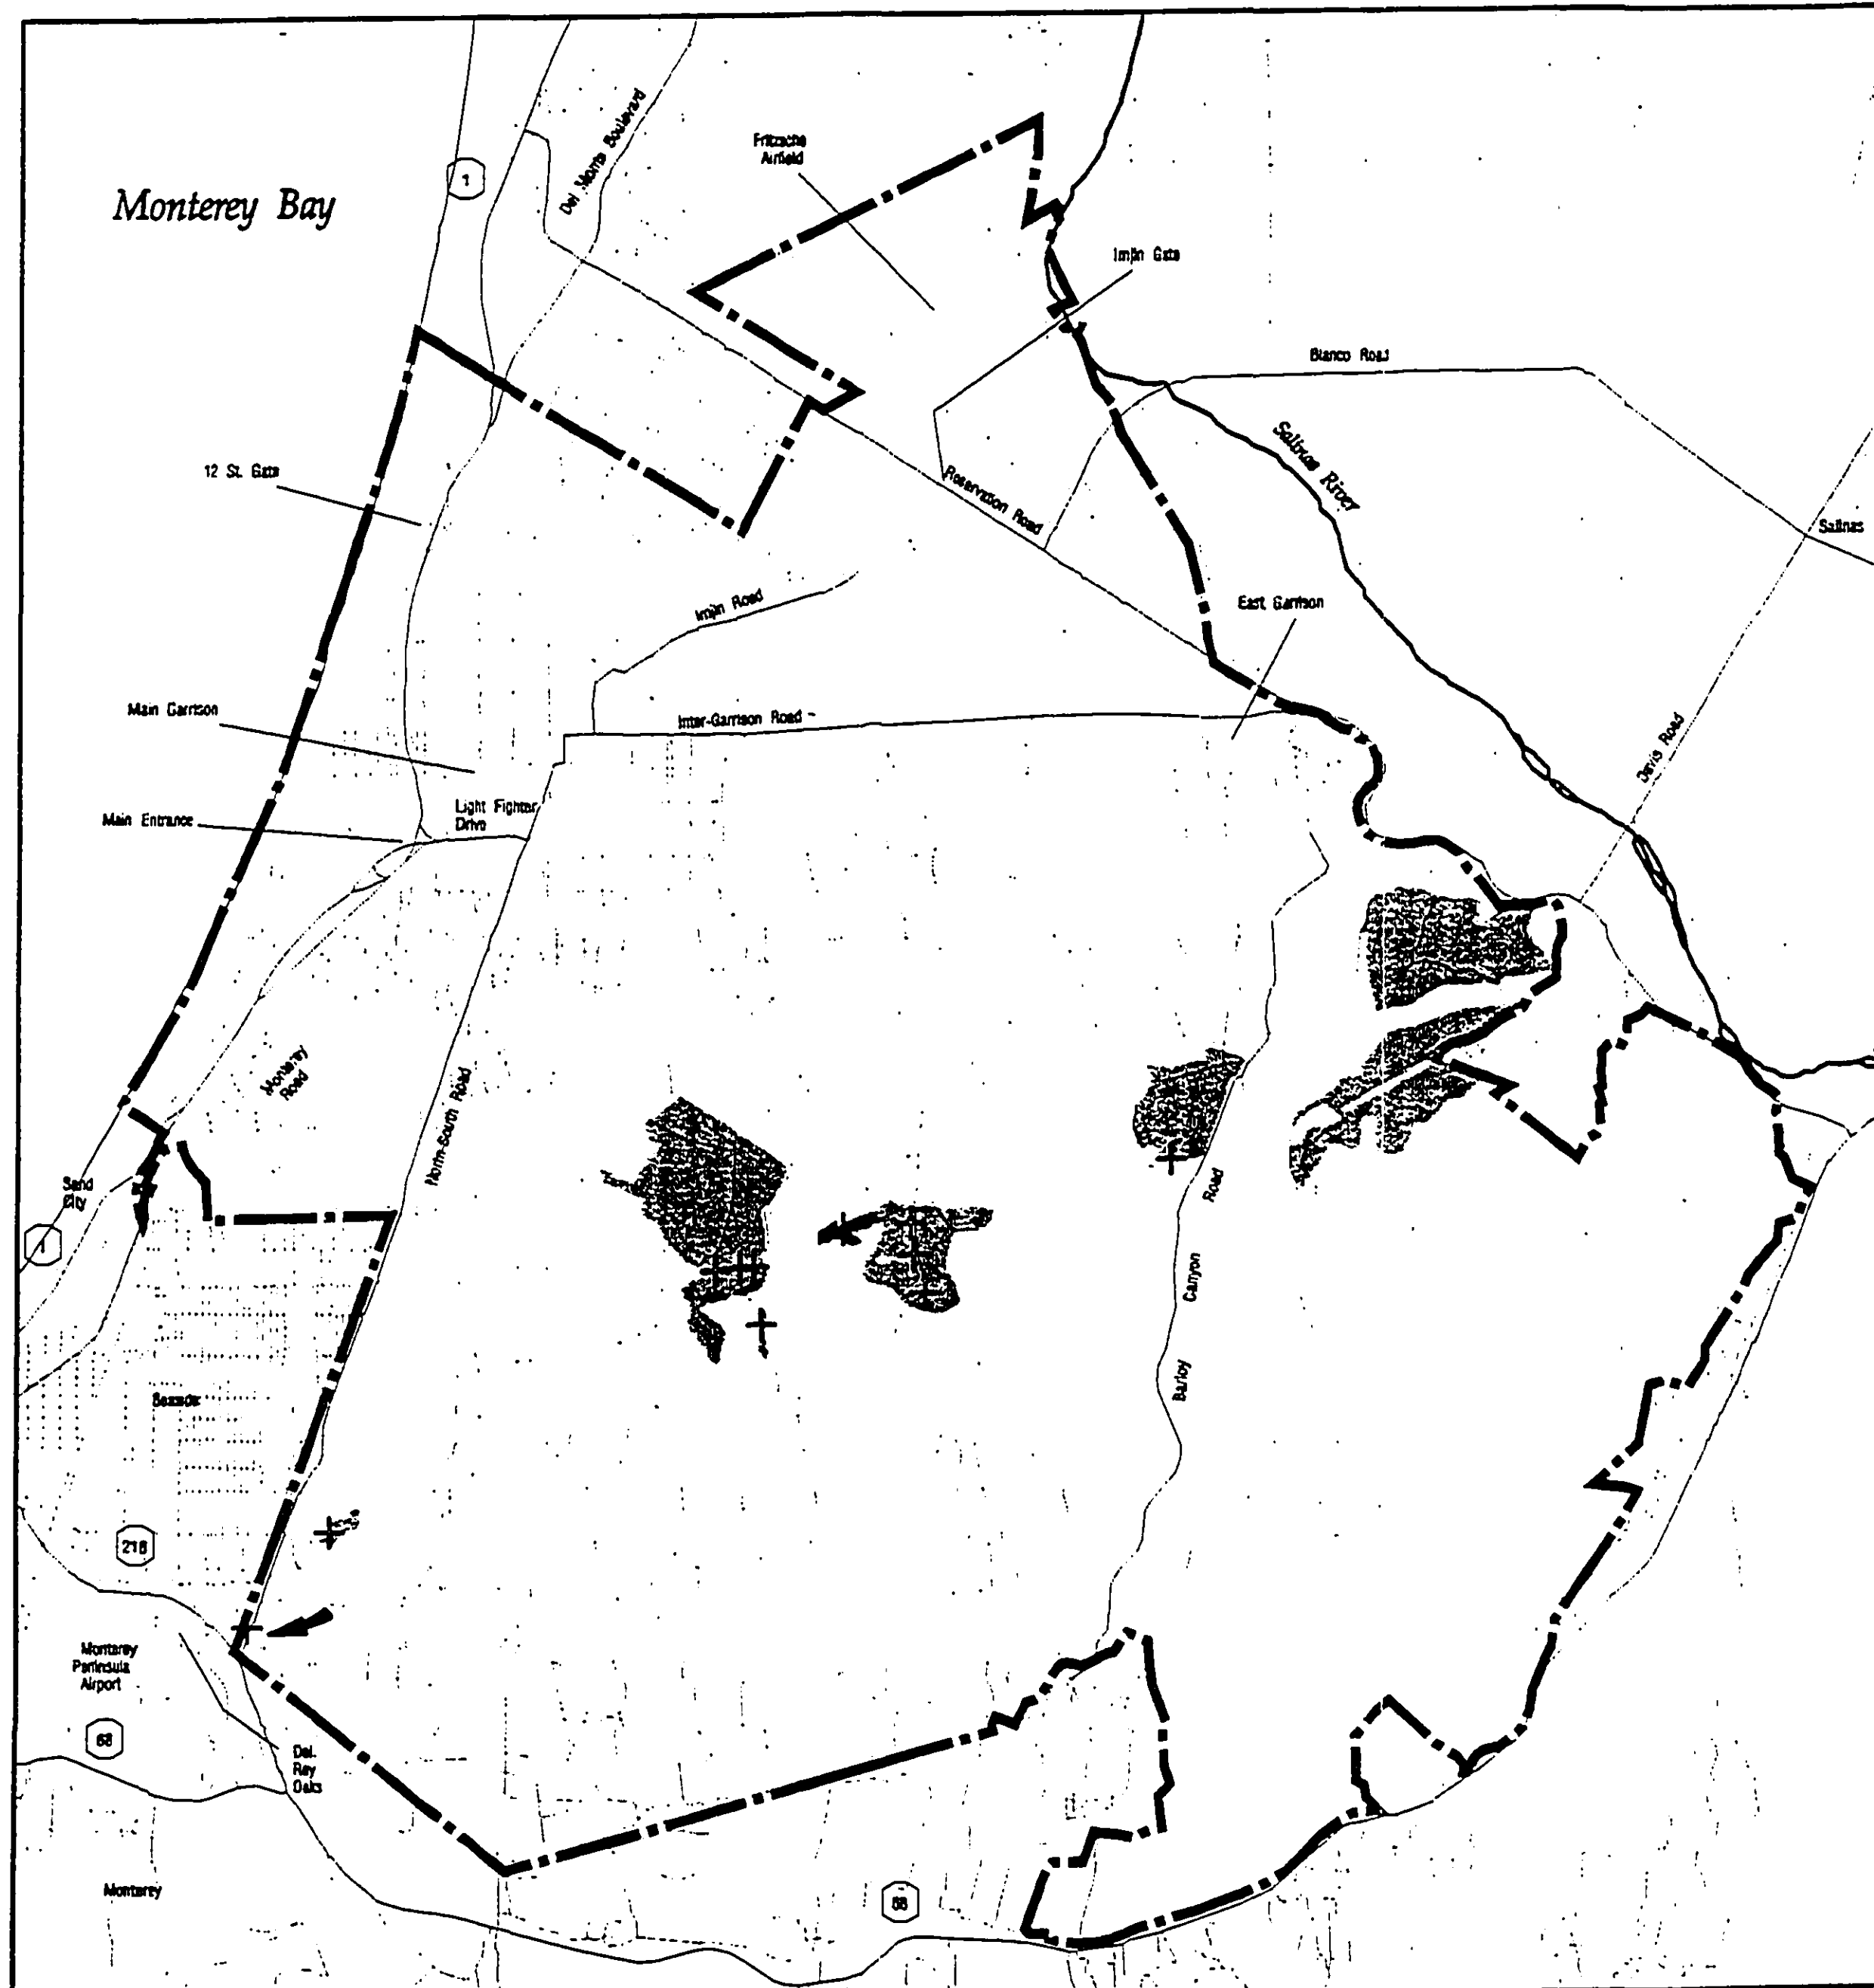 Monterey Bay
1
Del Monte Boulevard
Fritzsche
Airfield
Imjin Gate
Blanco Road
12 St. Gate
Salinas River
Reservation Road
Salinas
Imjin Road
East Garrison
Main Garrison
Inter-Garrison Road
Davis Road
Light Fighter
Drive
Main Entrance
Monterey
Road
North-South Road
Sand
City
1
Barloy Canyon Road
Seaside
218
Monterey
Peninsula
Airport
68
Del
Rey
Oaks
Monterey
68